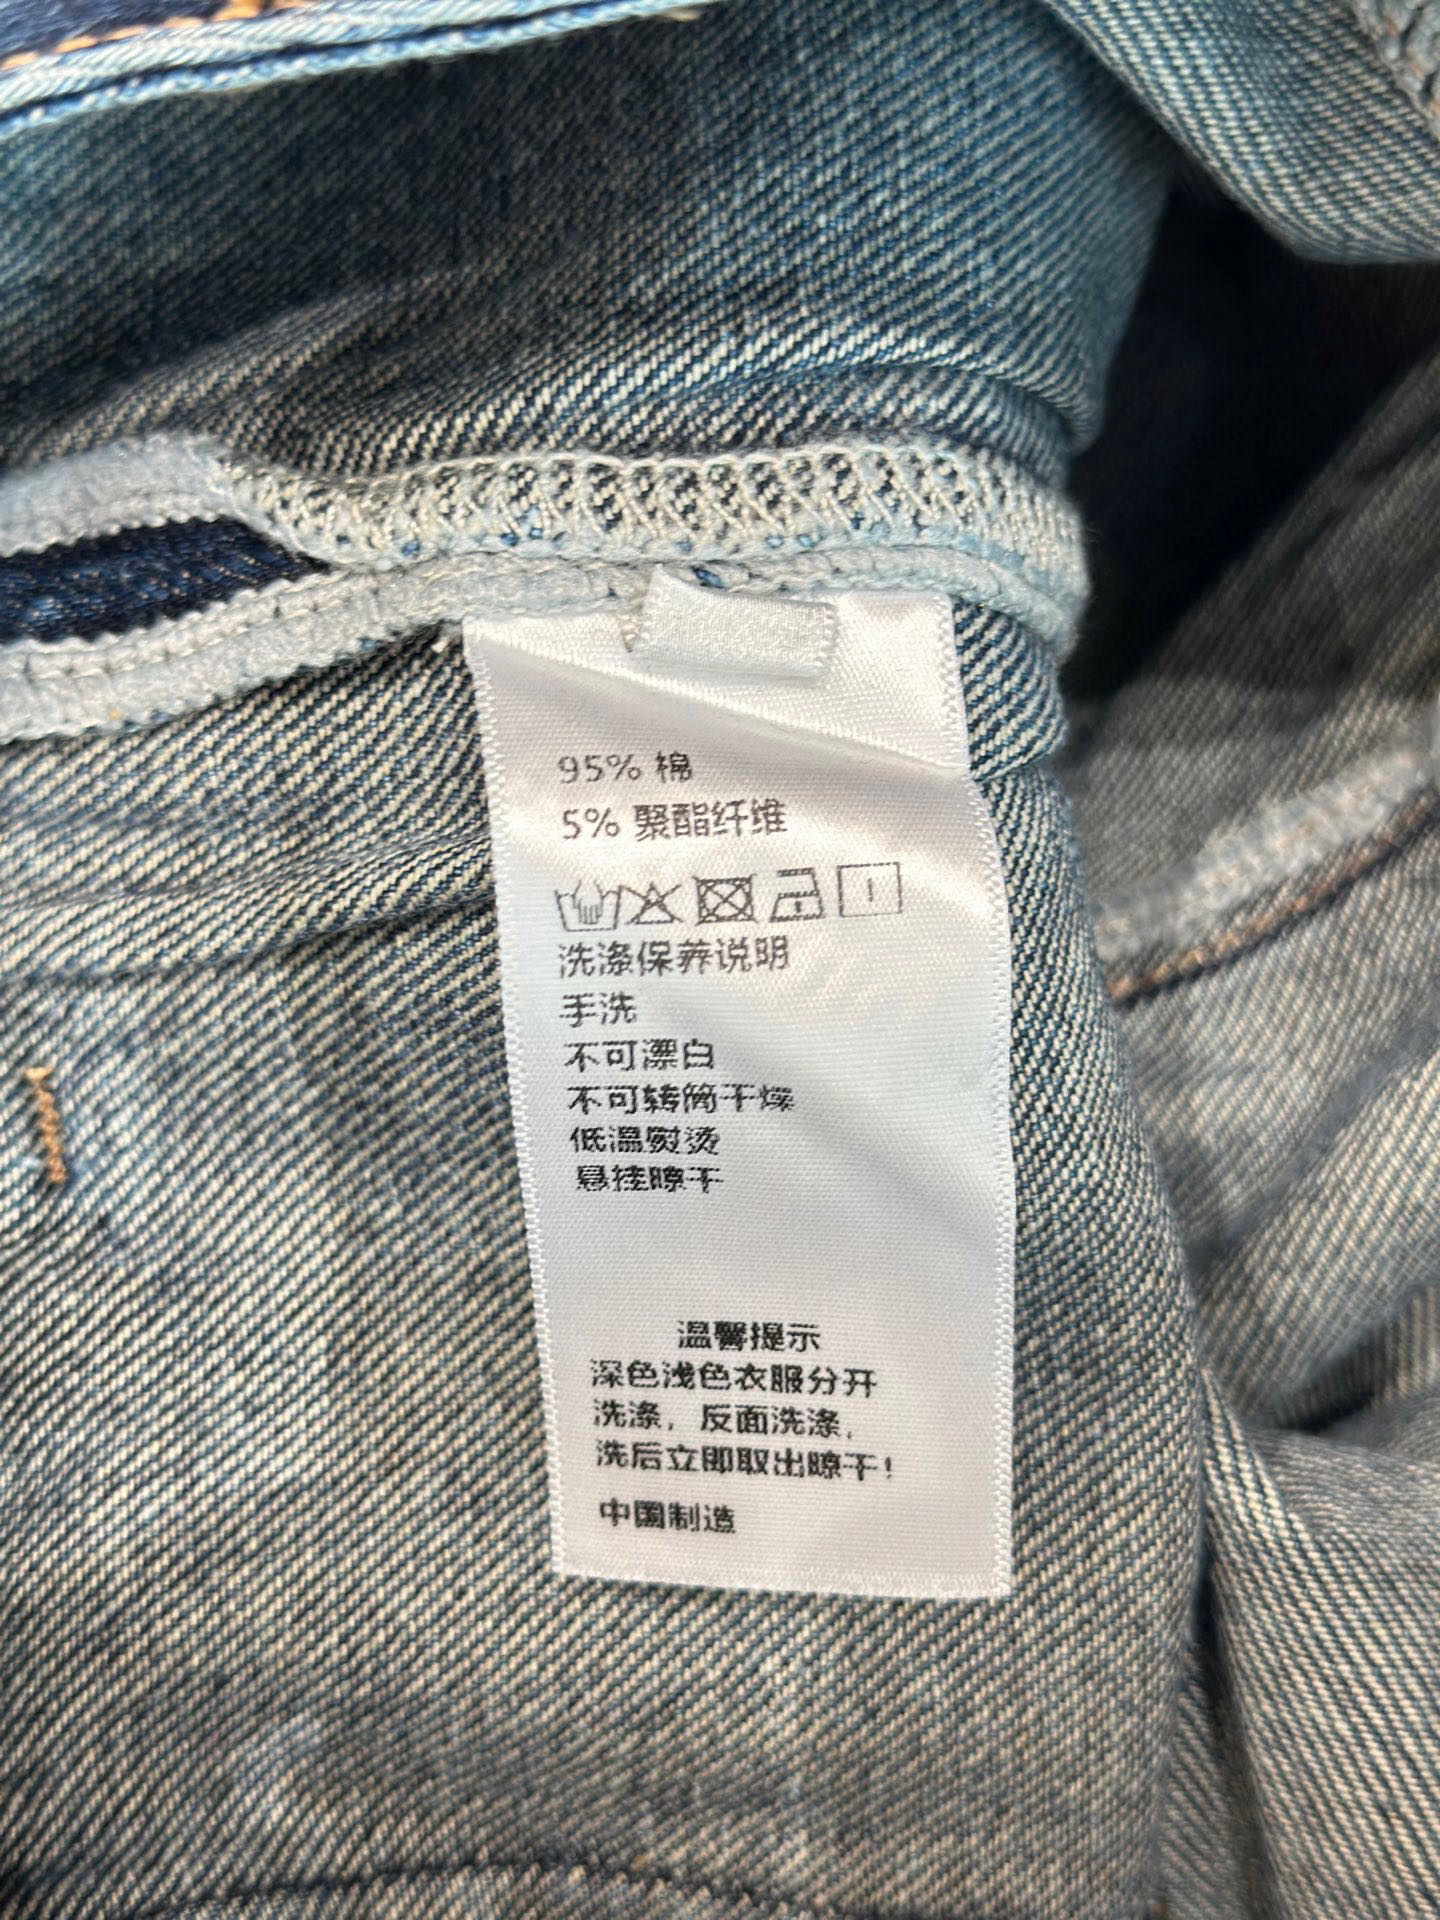 95% 棉
5% 聚酯纤维
洗涤保养说明
手洗
不可漂白
不可转筒干燥
低温熨烫
悬挂晾干
温馨提示
深色浅色衣服分开
洗涤，反面洗涤，
洗后立即取出晾干！
中国制造